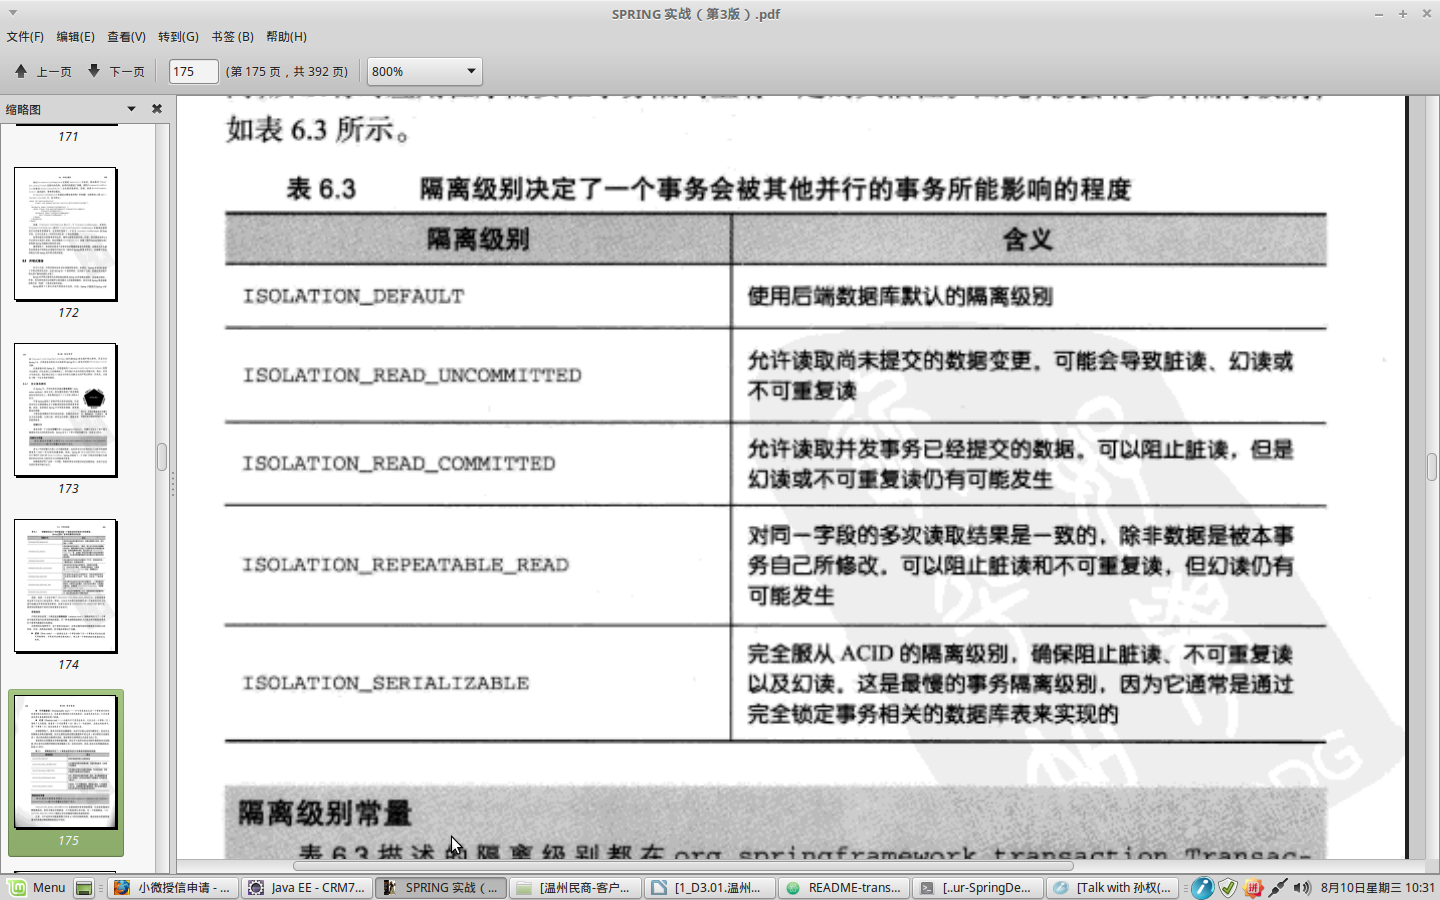 SPRING 实战（第3版）.pdf
文件(F) 编辑(E) 查看(V) 转到(G) 书签 (B) 帮助(H)
上一页 下一页 175 (第 175 页，共 392 页) 800%
缩略图
171
172
173
174
175
如表 6.3 所示。
表 6.3 隔离级别决定了一个事务会被其他并行的事务所能影响的程度
隔离级别 含义
ISOLATION_DEFAULT 使用后端数据库默认的隔离级别
ISOLATION_READ_UNCOMMITTED 允许读取尚未提交的数据变更。可能会导致脏读、幻读或
不可重复读
ISOLATION_READ_COMMITTED 允许读取并发事务已经提交的数据。可以阻止脏读，但是
幻读或不可重复读仍有可能发生
ISOLATION_REPEATABLE_READ 对同一字段的多次读取结果是一致的，除非数据是被本事
务自己所修改。可以阻止脏读和不可重复读，但幻读仍有
可能发生
ISOLATION_SERIALIZABLE 完全服从 ACID 的隔离级别，确保阻止脏读、不可重复读
以及幻读。这是最慢的事务隔离级别，因为它通常是通过
完全锁定事务相关的数据库表来实现的
隔离级别常量
表 6.3 描述的隔离级别都在 org.springframework.transaction.Transac-
Menu 小微授信申请 - ... Java EE - CRM7... SPRING 实战（... [温州民商-客户... [1_D3.01.温州... README-trans... [..ur-SpringDe... [Talk with 孙权(... 拼 8月10日星期三 10:31